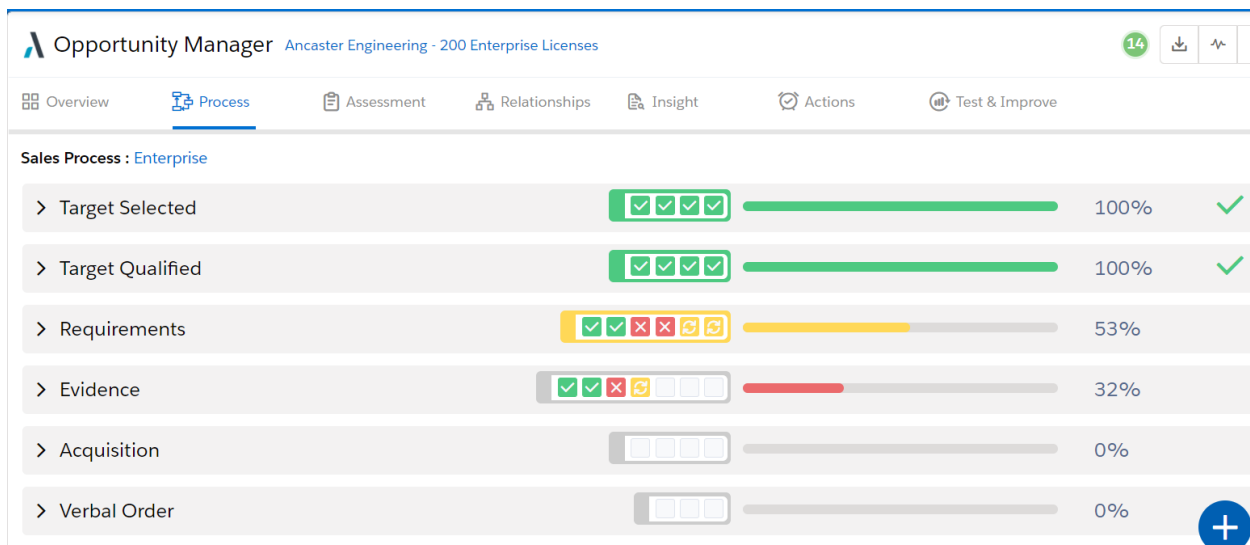 Opportunity Manager Ancaster Engineering - 200 Enterprise Licenses 14
Overview Process Assessment Relationships Insight Actions Test & Improve
Sales Process : Enterprise
Target Selected 100%
Target Qualified 100%
Requirements 53%
Evidence 32%
Acquisition 0%
Verbal Order 0%